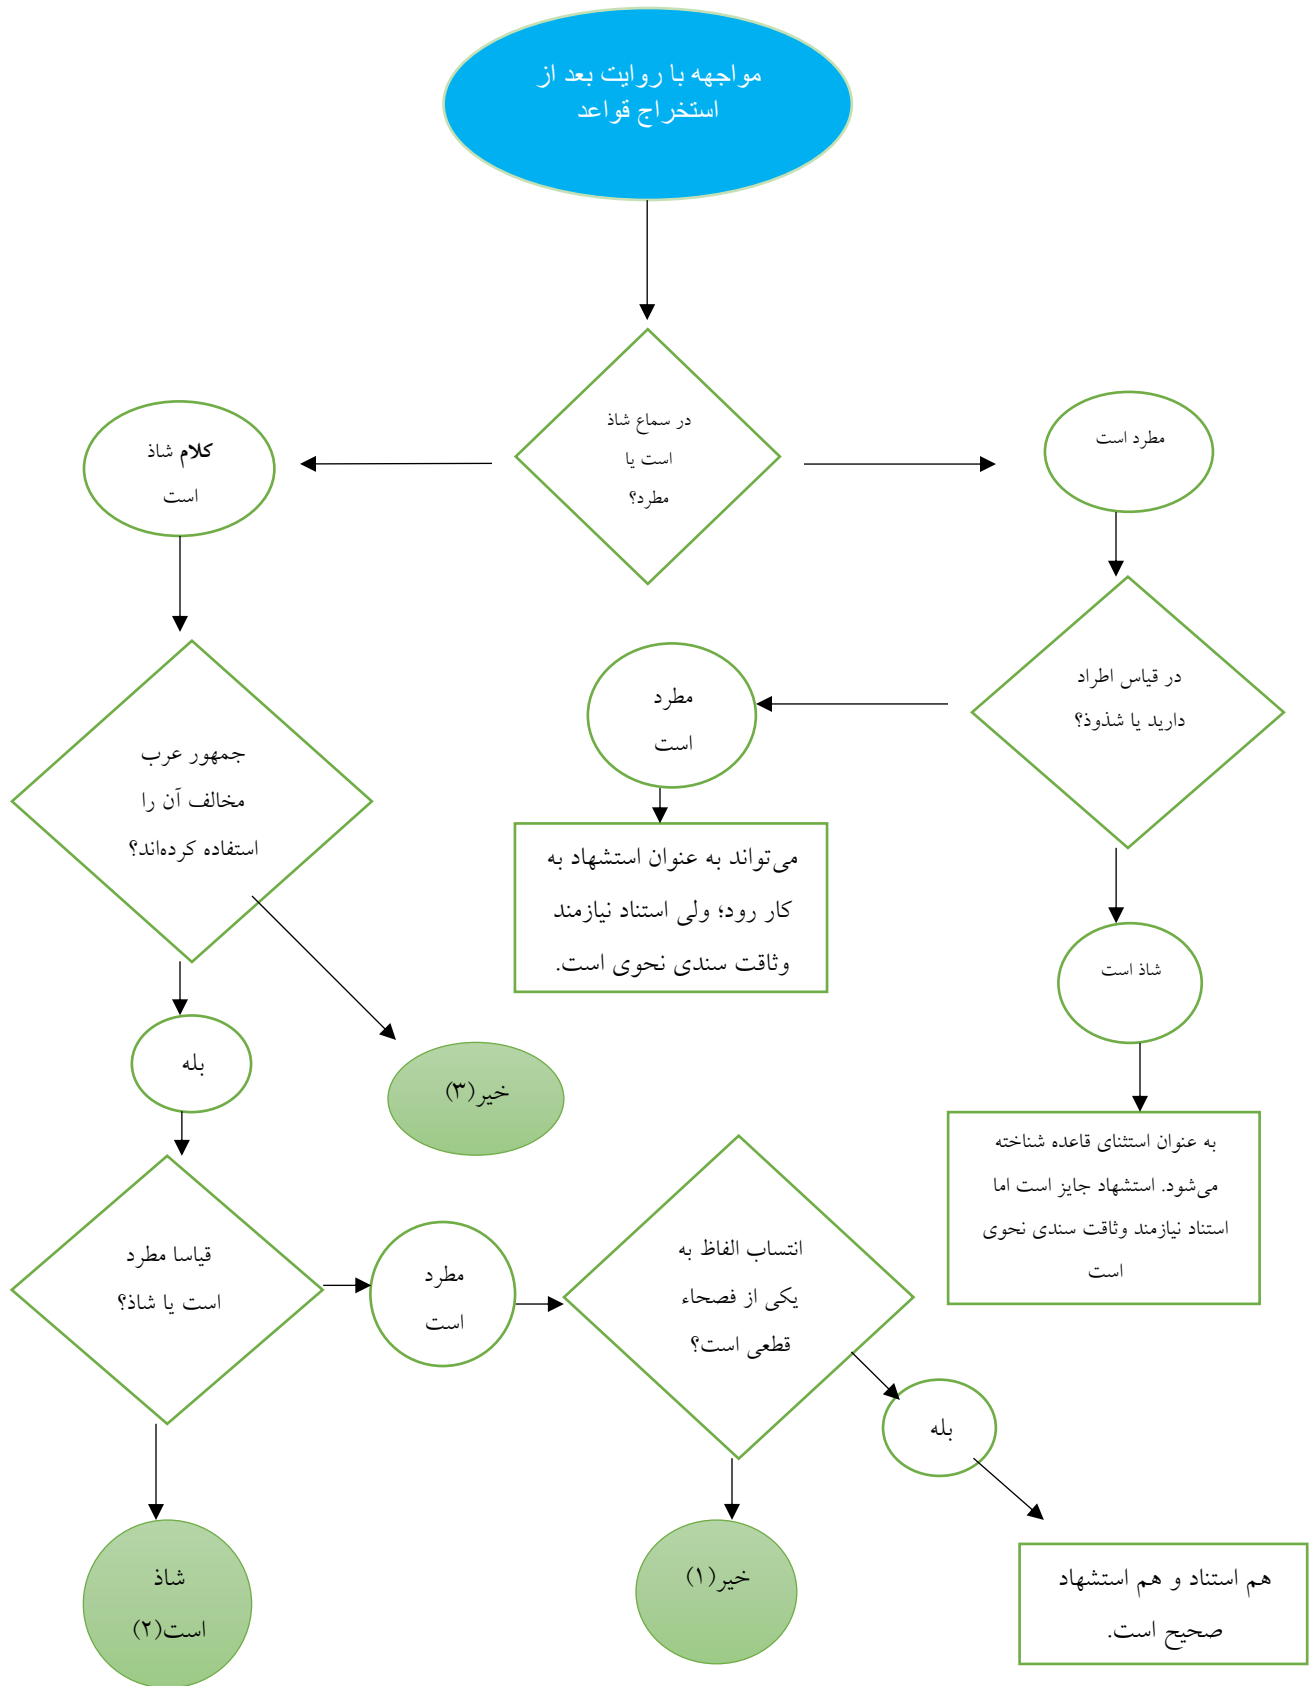 مواجهه با روایت بعد از
استخراج قواعد
در سماع شاذ
است یا
مطرد؟
مطرد است
کلام شاذ
است
در قیاس اطراد
دارید یا شذوذ؟
مطرد
است
جمهور عرب
مخالف آن را
استفاده کرده‌اند؟
می‌تواند به عنوان استشهاد به
کار رود؛ ولی استناد نیازمند
وثاقت سندی نحوی است.
شاذ است
بله
خیر(۳)
به عنوان استثنای قاعده شناخته
می‌شود. استشهاد جایز است اما
استناد نیازمند وثاقت سندی نحوی
است
قیاسا مطرد
است یا شاذ؟
مطرد
است
انتساب الفاظ به
یکی از فصحاء
قطعی است؟
بله
شاذ
است(۲)
خیر(۱)
هم استناد و هم استشهاد
صحیح است.